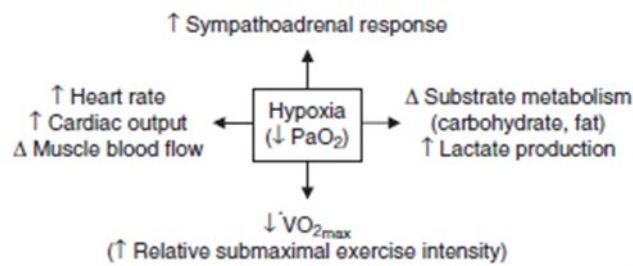 ↑ Sympathoadrenal response
↑ Heart rate
↑ Cardiac output
Δ Muscle blood flow
Hypoxia
(↓ PaO₂)
Δ Substrate metabolism
(carbohydrate, fat)
↑ Lactate production
↓ V̇O₂max
(↑ Relative submaximal exercise intensity)